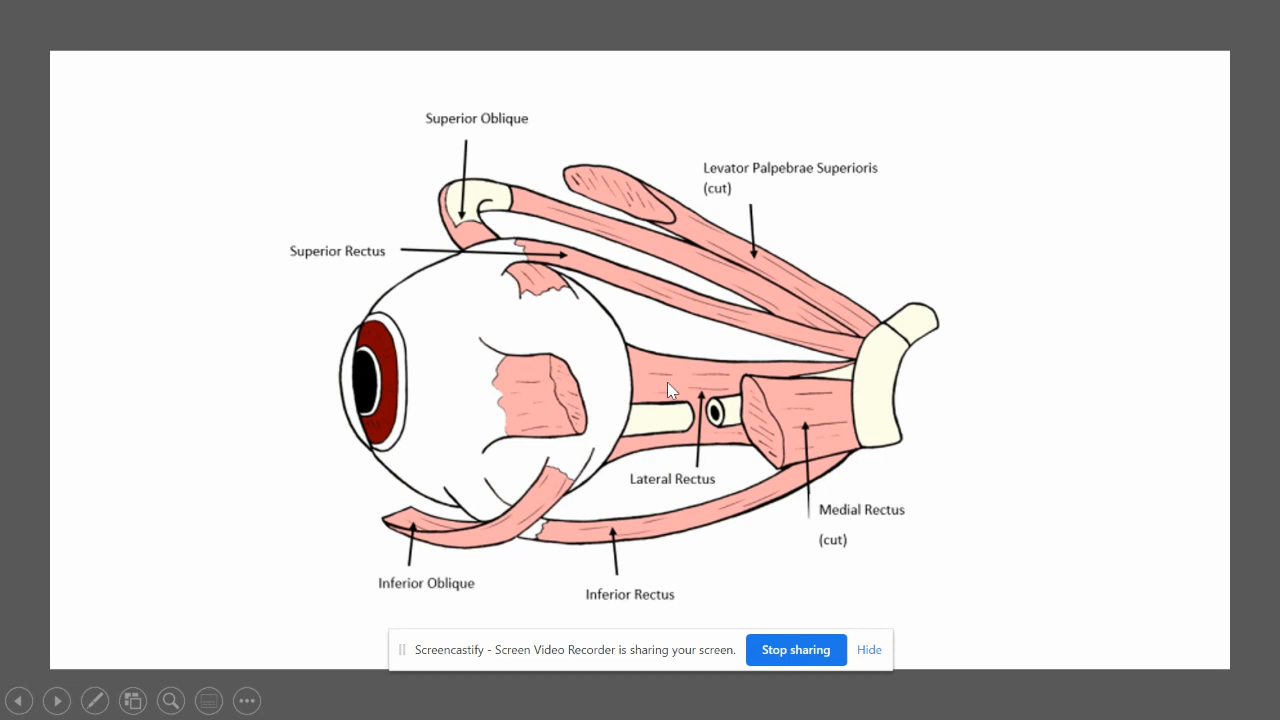 Superior Oblique
Levator Palpebrae Superioris
(cut)
Superior Rectus
Lateral Rectus
Medial Rectus
(cut)
Inferior Oblique
Inferior Rectus
Screencastify - Screen Video Recorder is sharing your screen.
Stop sharing
Hide